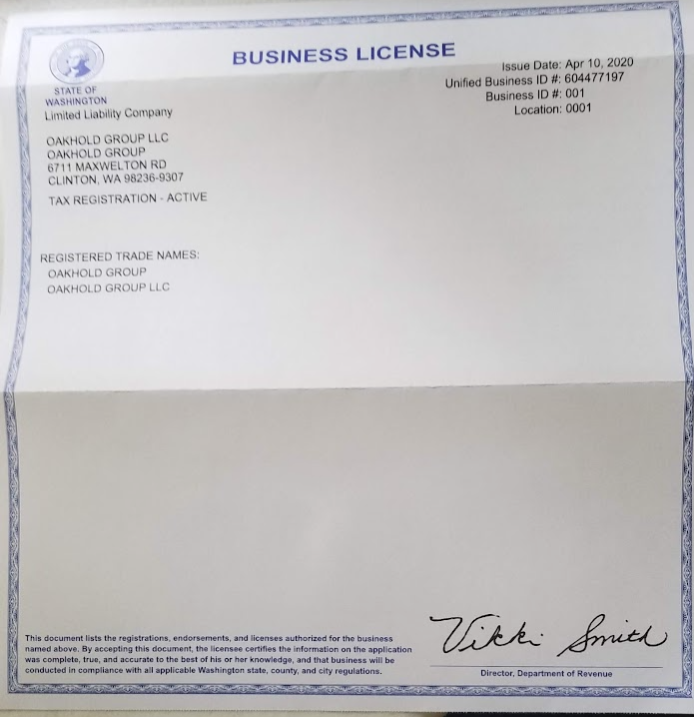 BUSINESS LICENSE
STATE OF
WASHINGTON
Limited Liability Company
Issue Date: Apr 10, 2020
Unified Business ID #: 604477197
Business ID #: 001
Location: 0001
OAKHOLD GROUP LLC
OAKHOLD GROUP
6711 MAXWELTON RD
CLINTON, WA 98236-9307
TAX REGISTRATION - ACTIVE
REGISTERED TRADE NAMES:
OAKHOLD GROUP
OAKHOLD GROUP LLC
This document lists the registrations, endorsements, and licenses authorized for the business
named above. By accepting this document, the licensee certifies the information on the application
was complete, true, and accurate to the best of his or her knowledge, and that business will be
conducted in compliance with all applicable Washington state, county, and city regulations.
Vikki Smith
Director, Department of Revenue